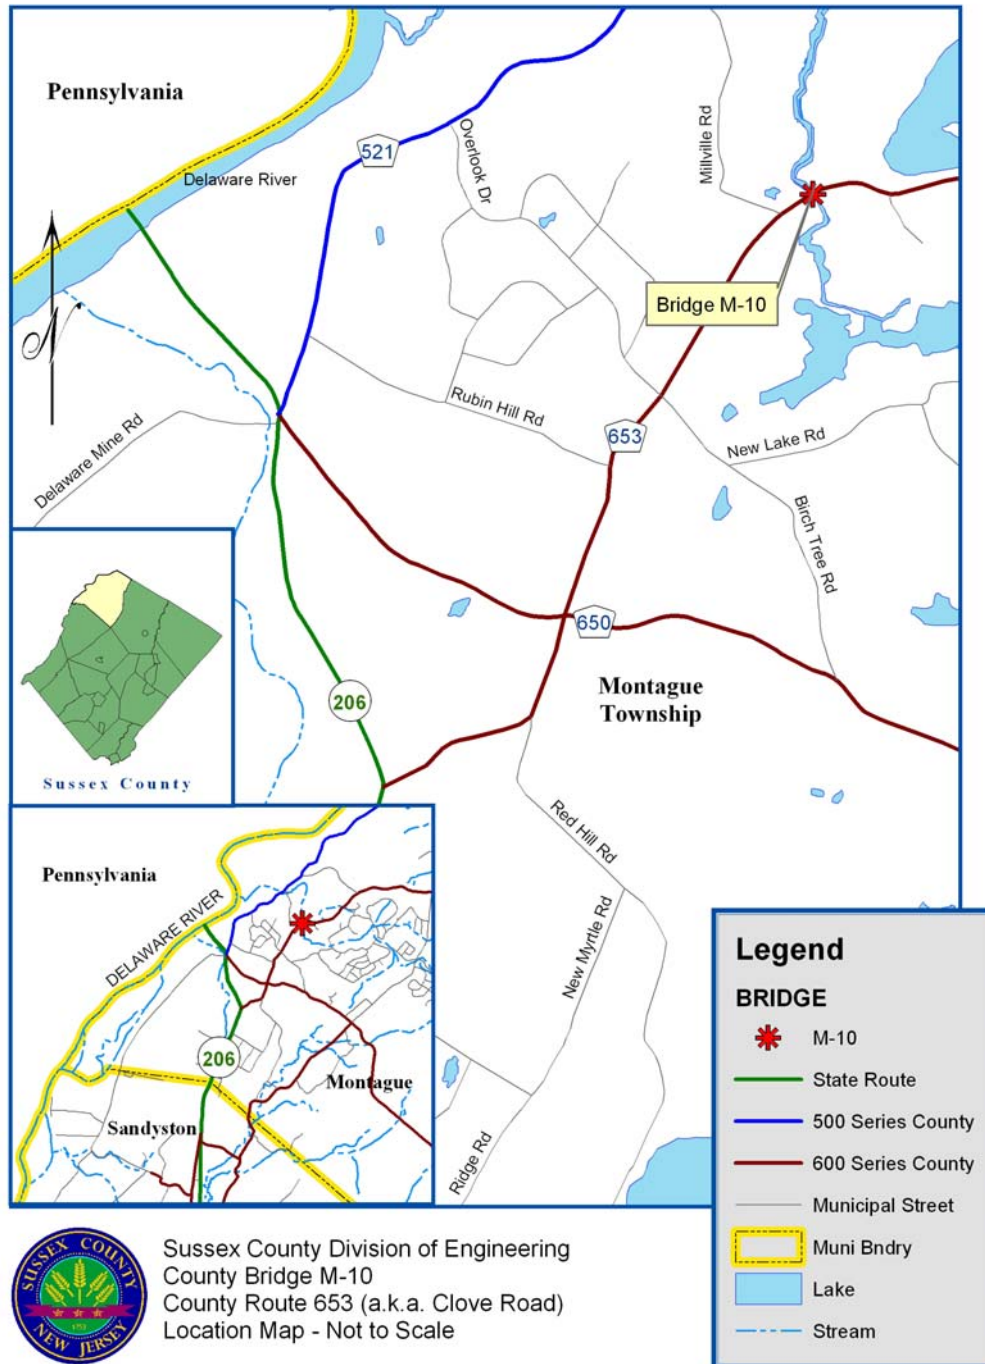 Pennsylvania
Delaware River
521
Overlook Dr
Millville Rd
Bridge M-10
Rubin Hill Rd
653
New Lake Rd
Delaware Mine Rd
Birch Tree Rd
650
206
Montague
Township
Sussex County
Red Hill Rd
New Myrtle Rd
Ridge Rd
Pennsylvania
DELAWARE RIVER
206
Montague
Sandyston
Legend
BRIDGE
M-10
State Route
500 Series County
600 Series County
Municipal Street
Muni Bndry
Lake
Stream
SUSSEX COUNTY
1753
NEW JERSEY
Sussex County Division of Engineering
County Bridge M-10
County Route 653 (a.k.a. Clove Road)
Location Map - Not to Scale